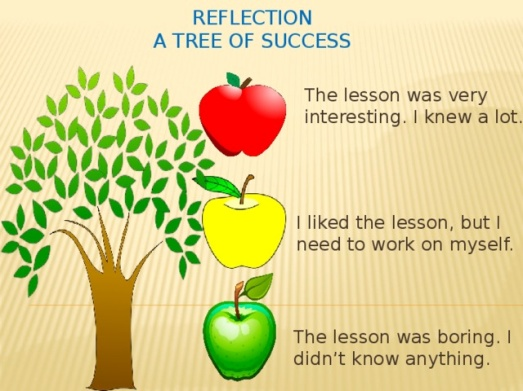 REFLECTION
A TREE OF SUCCESS
The lesson was very
interesting. I knew a lot.
I liked the lesson, but I
need to work on myself.
The lesson was boring. I
didn’t know anything.